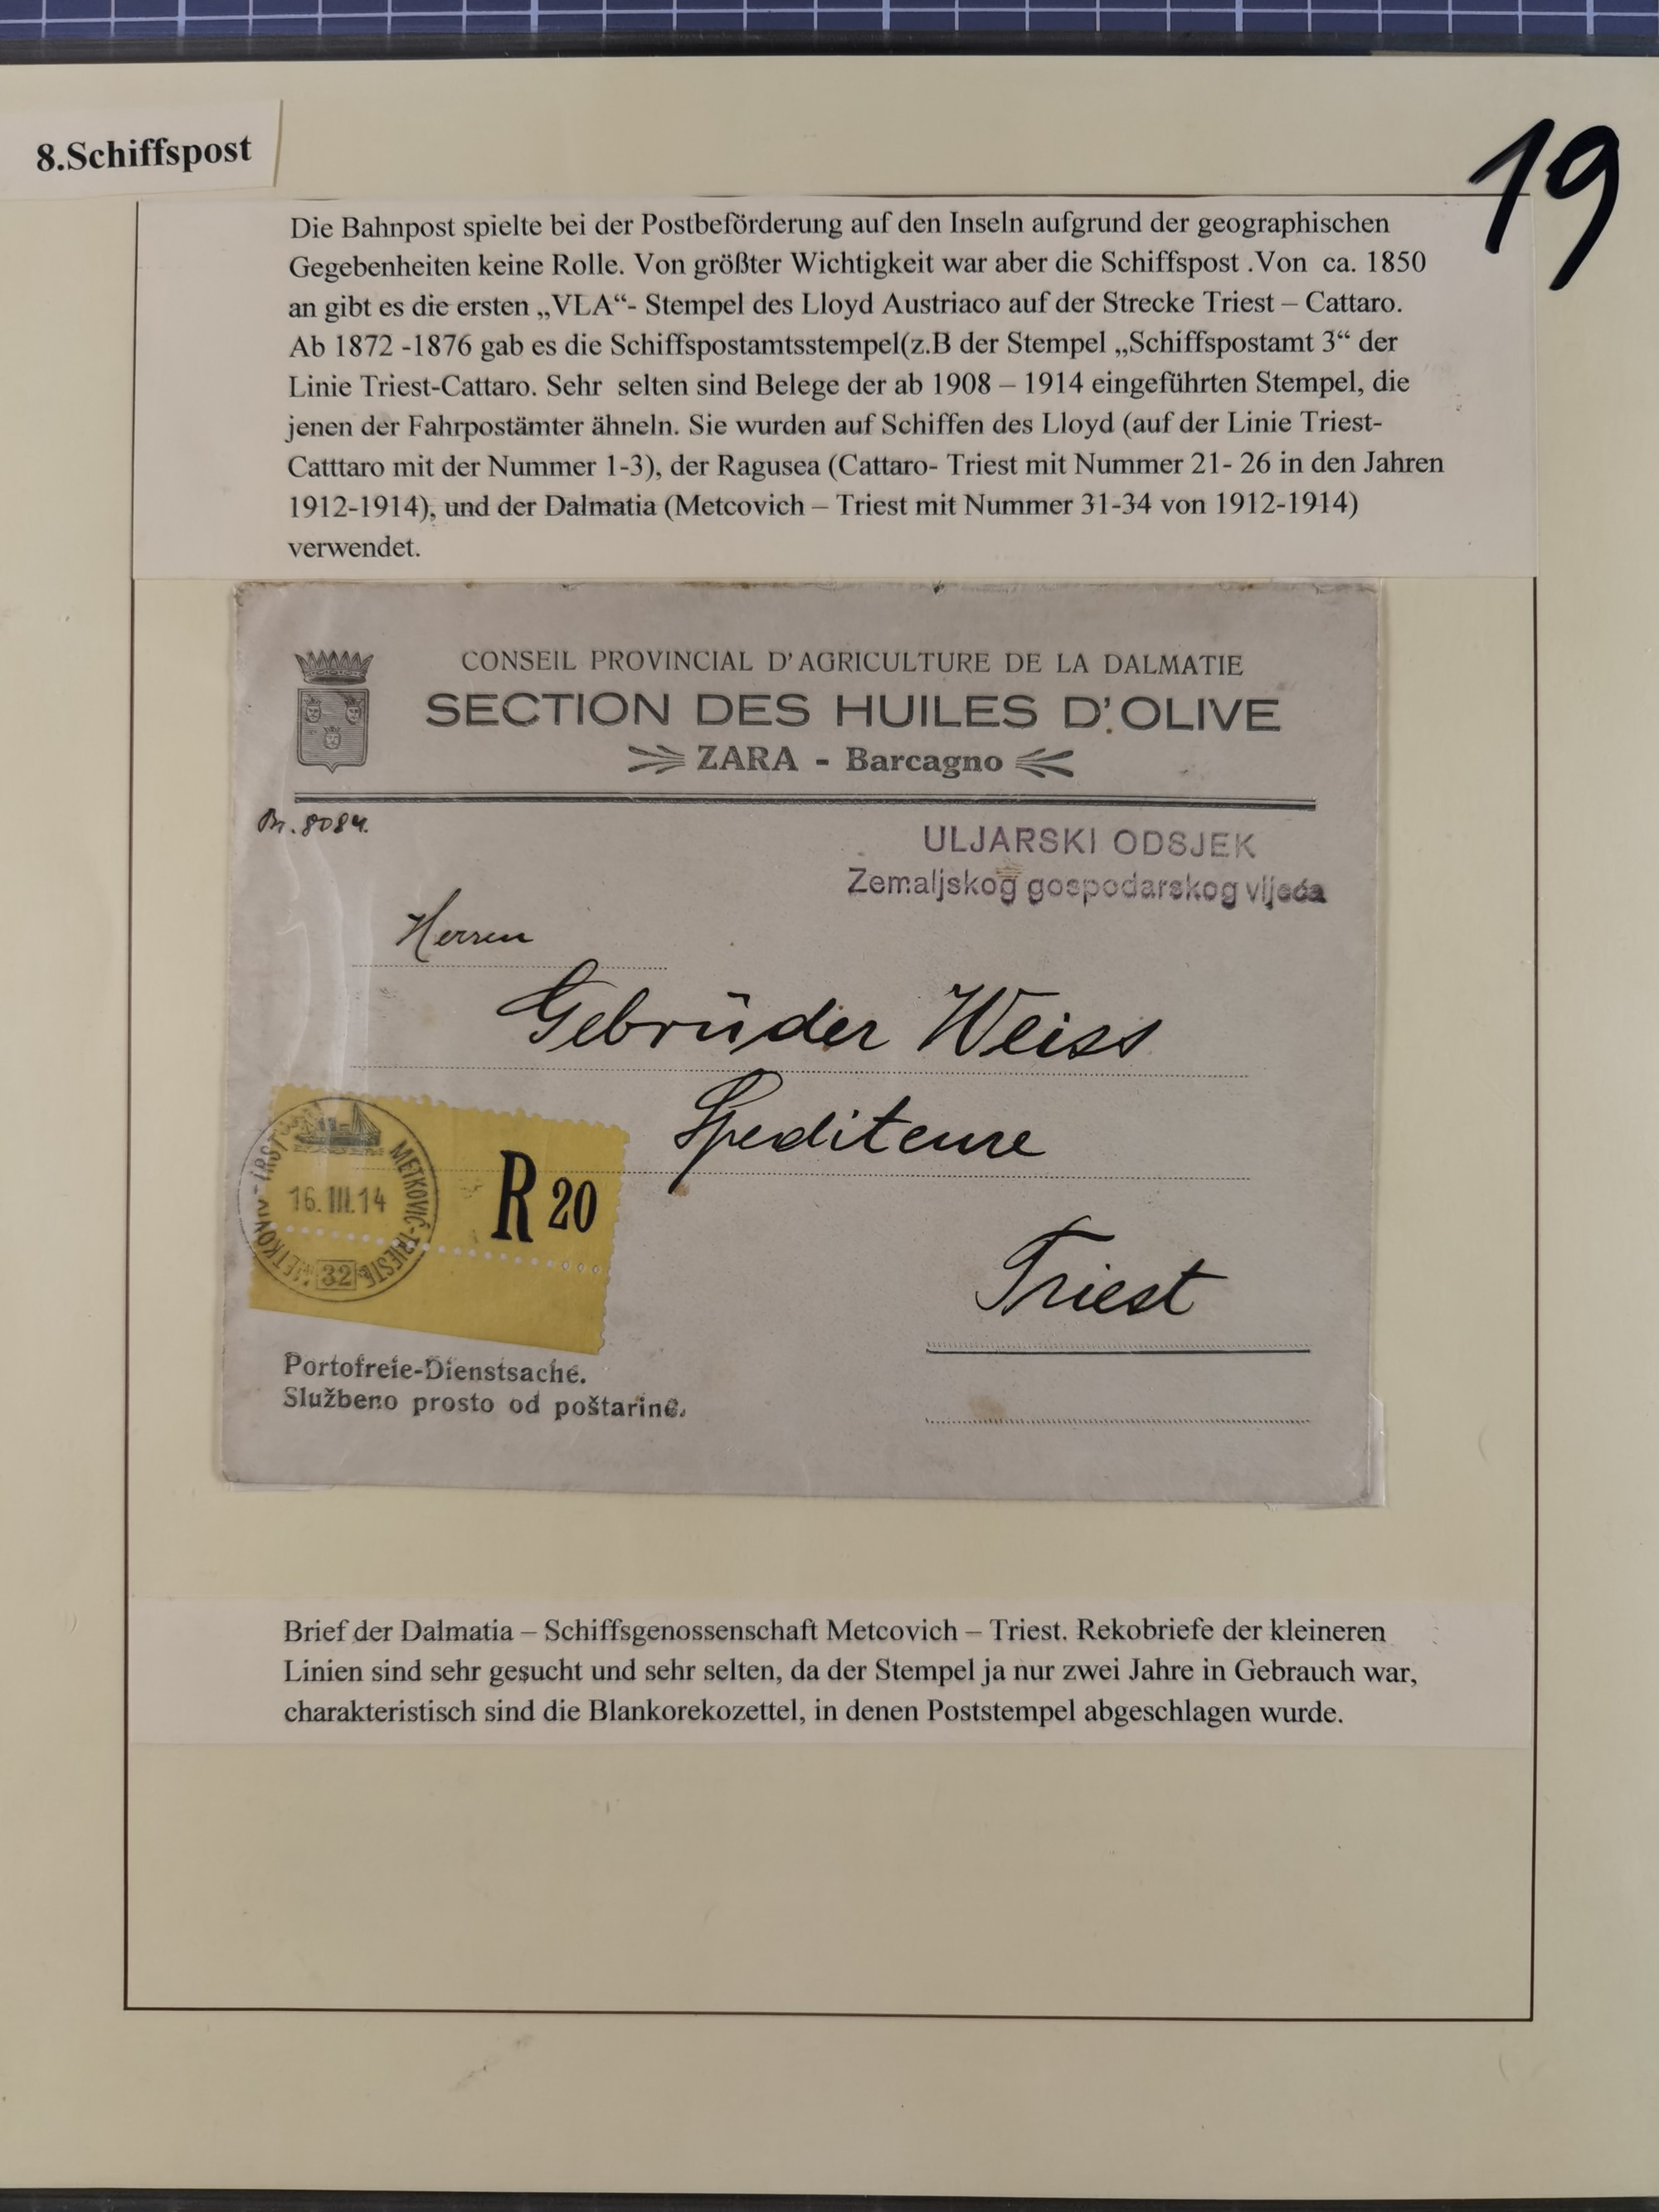 8.Schiffspost
19
Die Bahnpost spielte bei der Postbeförderung auf den Inseln aufgrund der geographischen
Gegebenheiten keine Rolle. Von größter Wichtigkeit war aber die Schiffspost .Von ca. 1850
an gibt es die ersten „VLA“- Stempel des Lloyd Austriaco auf der Strecke Triest – Cattaro.
Ab 1872 -1876 gab es die Schiffspostamtsstempel(z.B der Stempel „Schiffspostamt 3“ der
Linie Triest-Cattaro. Sehr selten sind Belege der ab 1908 – 1914 eingeführten Stempel, die
jenen der Fahrpostämter ähneln. Sie wurden auf Schiffen des Lloyd (auf der Linie Triest-
Catttaro mit der Nummer 1-3), der Ragusea (Cattaro- Triest mit Nummer 21- 26 in den Jahren
1912-1914), und der Dalmatia (Metcovich – Triest mit Nummer 31-34 von 1912-1914)
verwendet.
CONSEIL PROVINCIAL D'AGRICULTURE DE LA DALMATIE
SECTION DES HUILES D'OLIVE
ZARA - Barcagno
Br. 8084.
ULJARSKI ODSJEK
Zemaljskog gospodarskog vijeća
Herren
Gebrüder Weiss
Spediteure
Triest
METKOVIĆ-TRIESTE
16.III.14
32
R 20
Portofreie-Dienstsache.
Službeno prosto od poštarine.
Brief der Dalmatia – Schiffsgenossenschaft Metcovich – Triest. Rekobriefe der kleineren
Linien sind sehr gesucht und sehr selten, da der Stempel ja nur zwei Jahre in Gebrauch war,
charakteristisch sind die Blankorekozettel, in denen Poststempel abgeschlagen wurde.